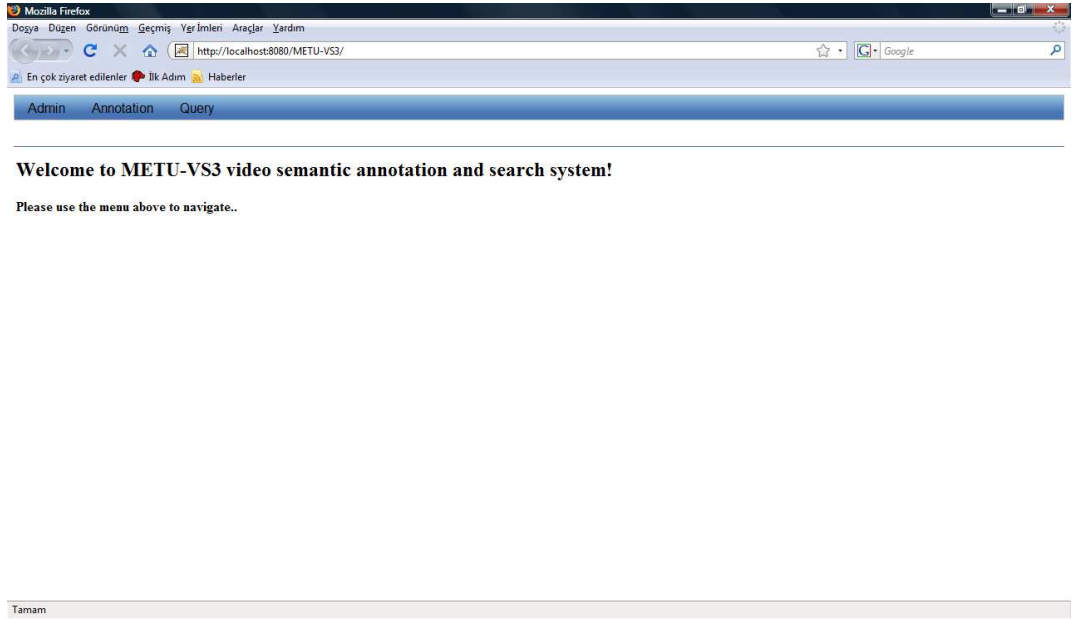 Mozilla Firefox
Dosya Düzen Görünüm Geçmiş Yer İmleri Araçlar Yardım
http://localhost:8080/METU-VS3/ G Google
En çok ziyaret edilenler İlk Adım Haberler
Admin Annotation Query
Welcome to METU-VS3 video semantic annotation and search system!
Please use the menu above to navigate..
Tamam